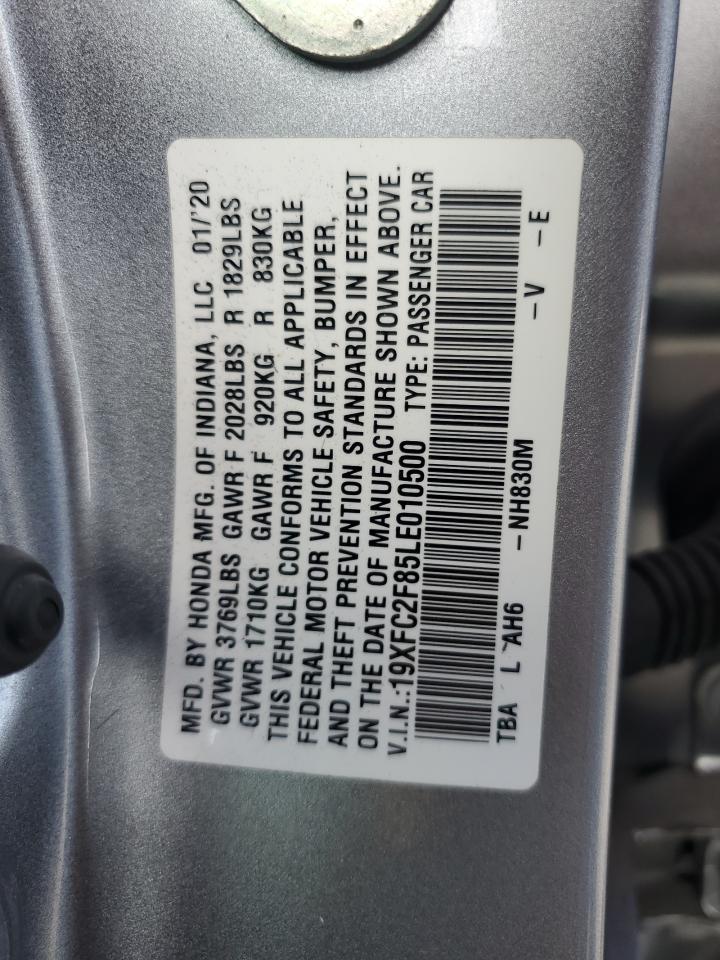 MFD. BY HONDA MFG. OF INDIANA, LLC 01/'20
GVWR 3769LBS GAWR F 2028LBS R 1829LBS
GVWR 1710KG GAWR F 920KG R 830KG
THIS VEHICLE CONFORMS TO ALL APPLICABLE
FEDERAL MOTOR VEHICLE SAFETY, BUMPER,
AND THEFT PREVENTION STANDARDS IN EFFECT
ON THE DATE OF MANUFACTURE SHOWN ABOVE.
V.I.N.:19XFC2F85LE010500 TYPE: PASSENGER CAR
TBA L AH6 -NH830M -V -E